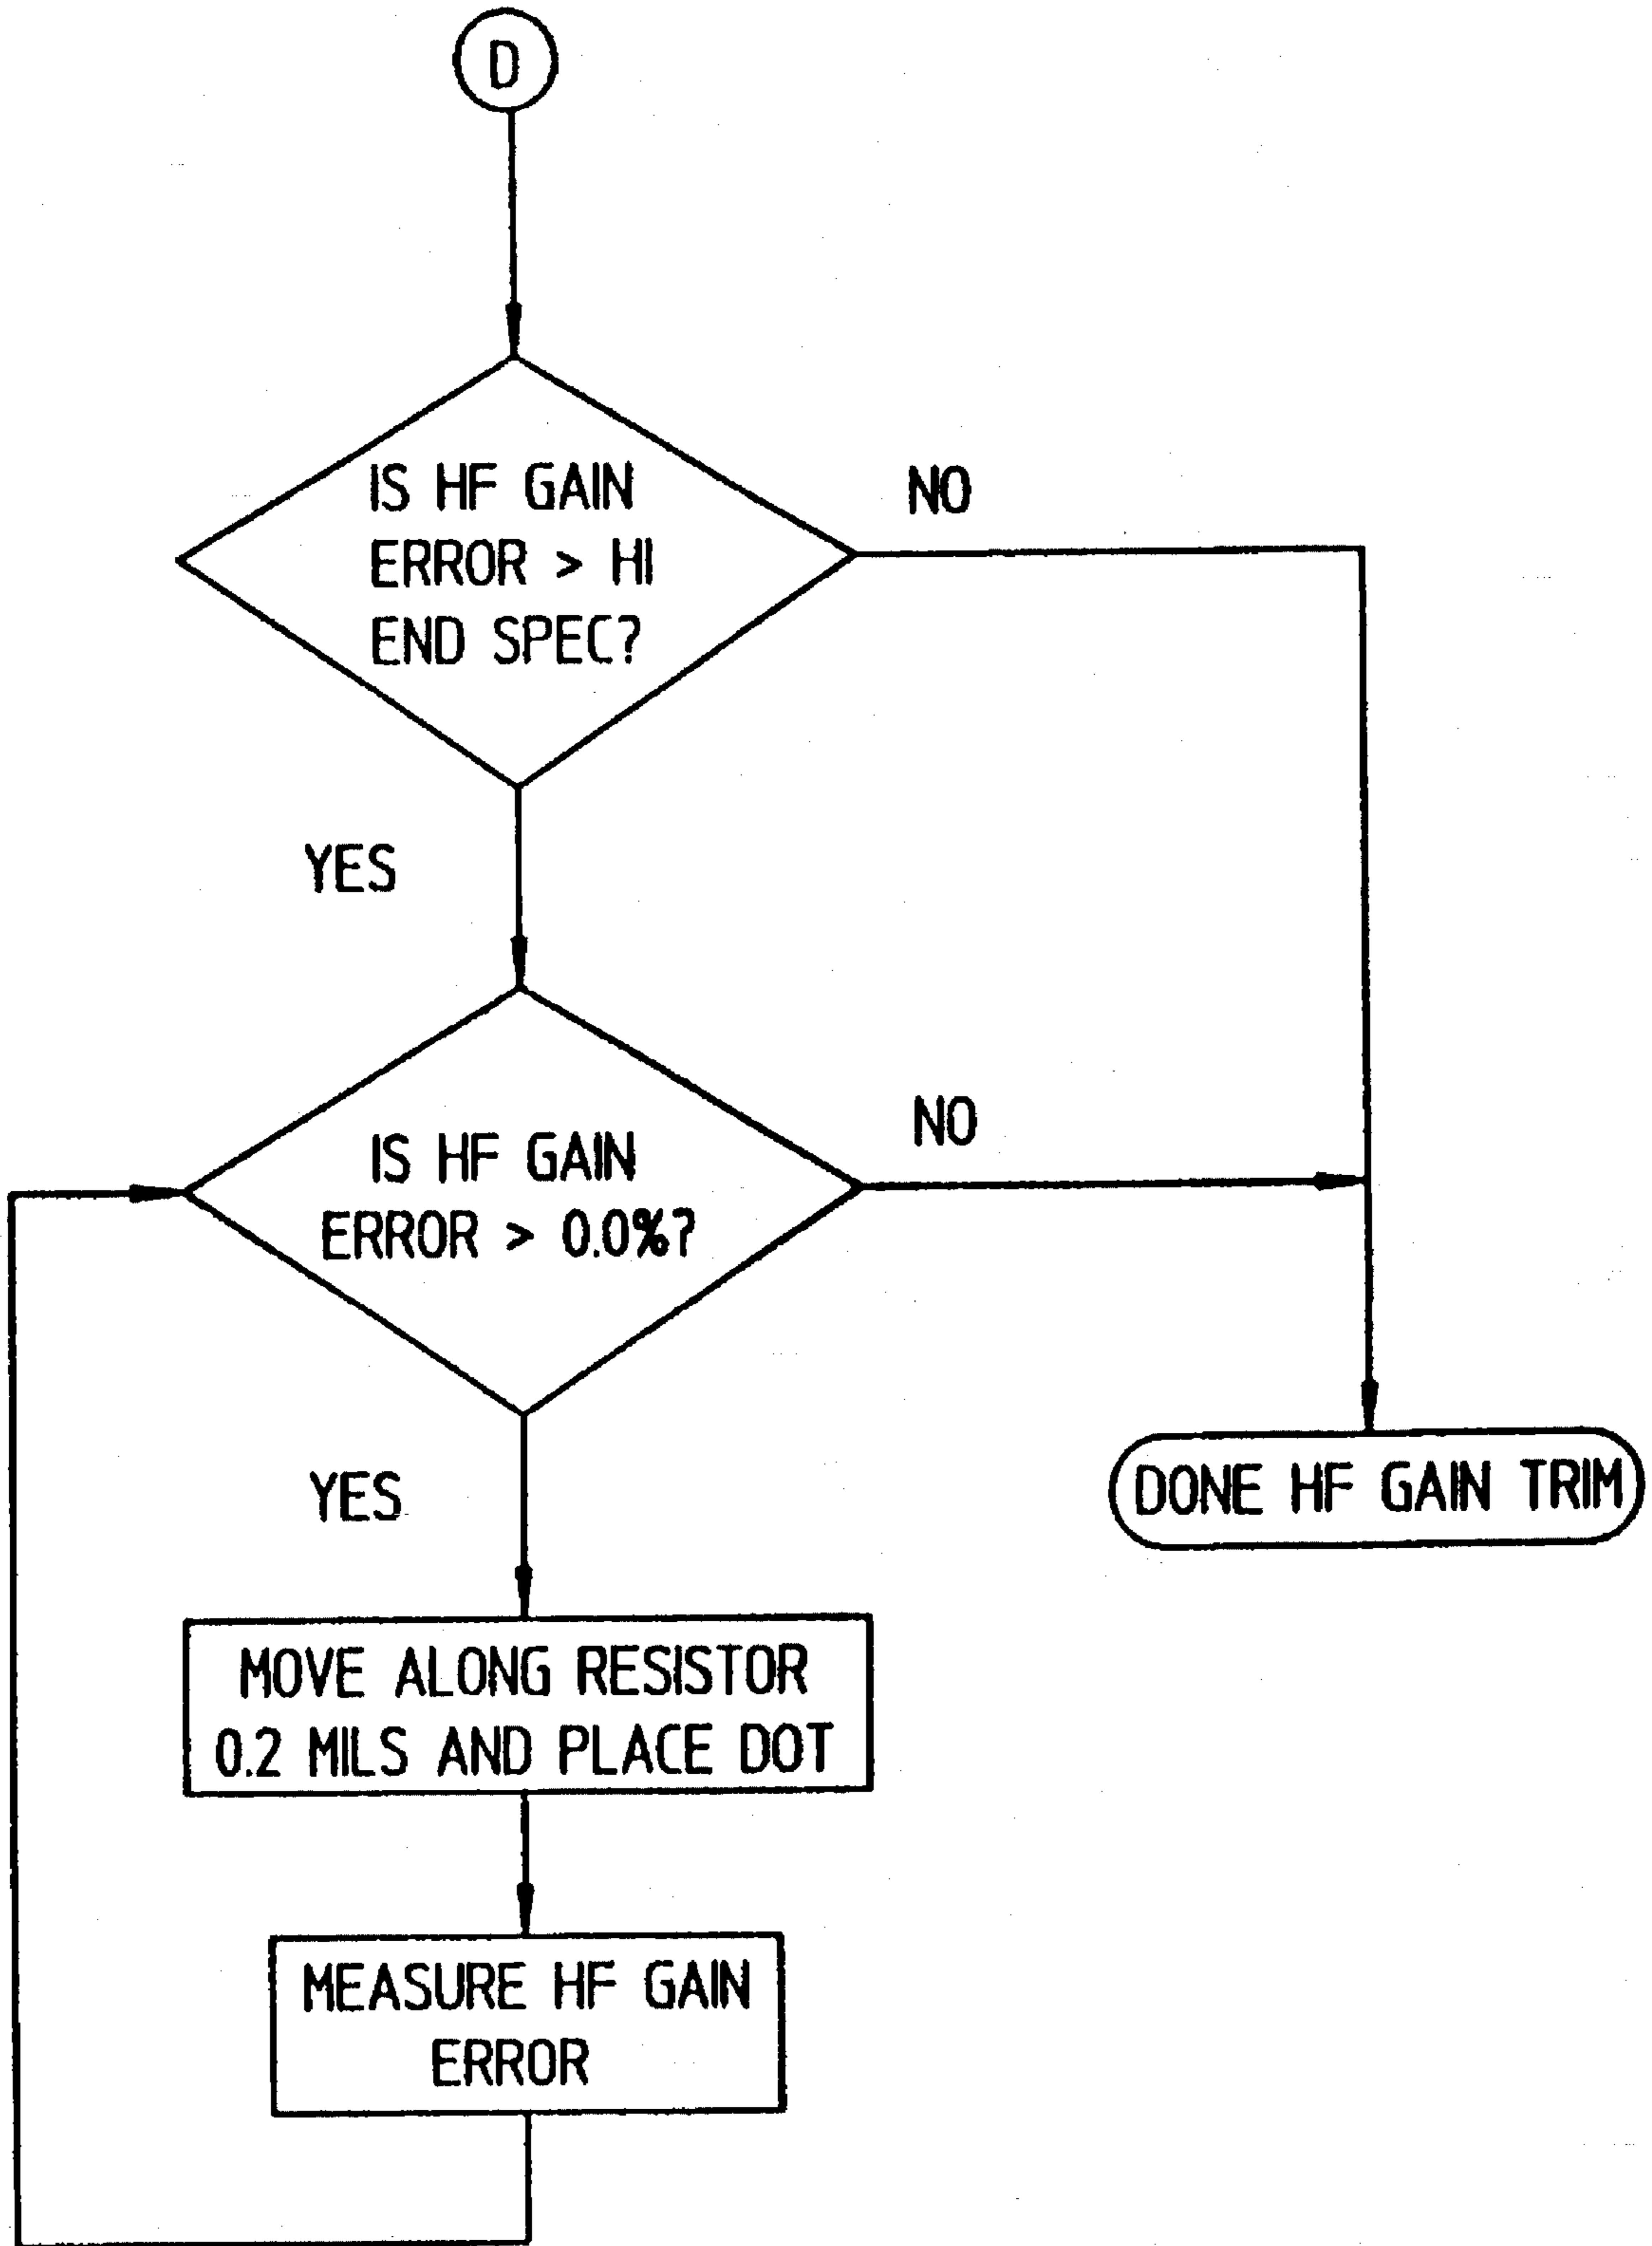 D
IS HF GAIN
ERROR > HI
END SPEC?
NO
YES
IS HF GAIN
ERROR > 0.0%?
NO
YES
DONE HF GAIN TRIM
MOVE ALONG RESISTOR
0.2 MILS AND PLACE DOT
MEASURE HF GAIN
ERROR